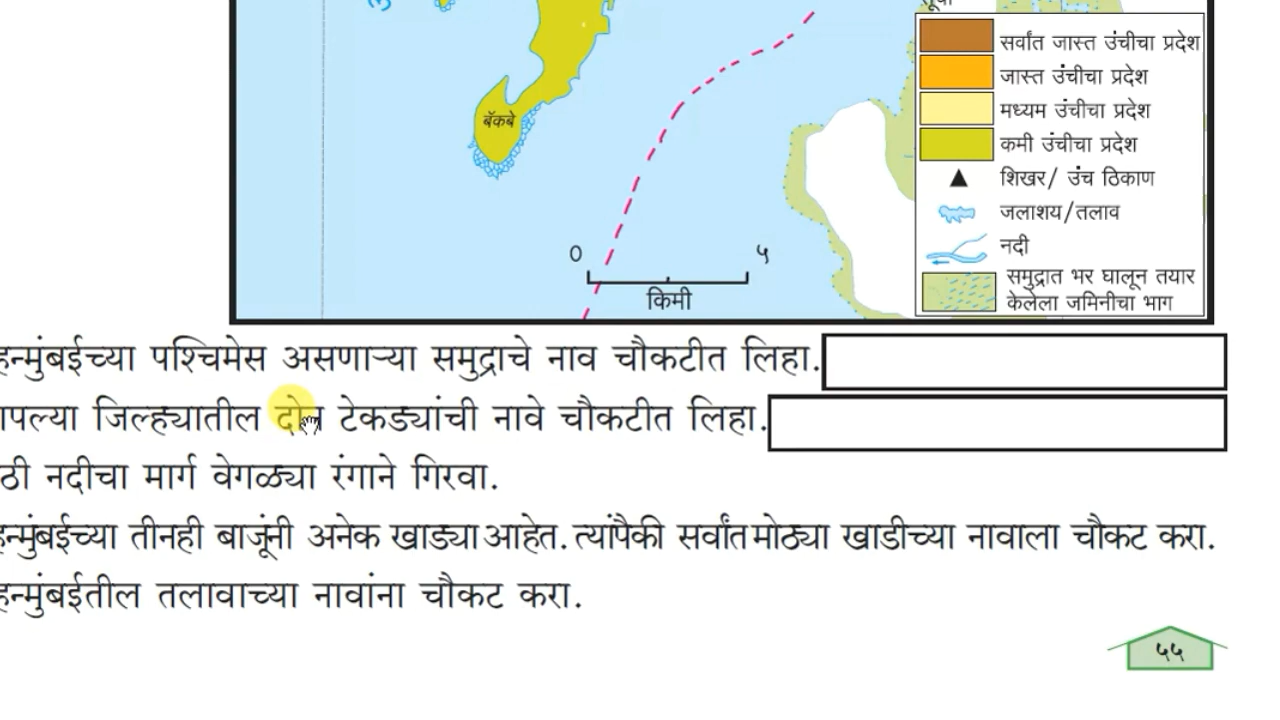 सर्वांत जास्त उंचीचा प्रदेश
जास्त उंचीचा प्रदेश
मध्यम उंचीचा प्रदेश
कमी उंचीचा प्रदेश
शिखर/ उंच ठिकाण
जलाशय/तलाव
नदी
समुद्रात भर घालून तयार
केलेला जमिनीचा भाग
बॅकबे
0 ५
किमी
हन्मुंबईच्या पश्चिमेस असणाऱ्या समुद्राचे नाव चौकटीत लिहा.
पल्या जिल्ह्यातील दोन टेकड्यांची नावे चौकटीत लिहा.
ठी नदीचा मार्ग वेगळ्या रंगाने गिरवा.
हन्मुंबईच्या तीनही बाजूंनी अनेक खाड्या आहेत. त्यांपैकी सर्वांत मोठ्या खाडीच्या नावाला चौकट करा.
हन्मुंबईतील तलावाच्या नावांना चौकट करा.
५५